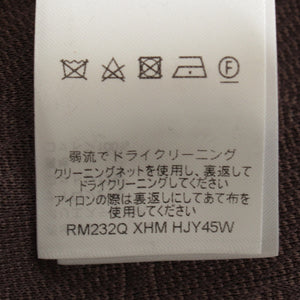 弱流でドライクリーニング
クリーニングネットを使用し、裏返して
ドライクリーニングしてください
アイロンの際は裏返しにしてあて布を
使用してください
RM232Q XHM HJY45W